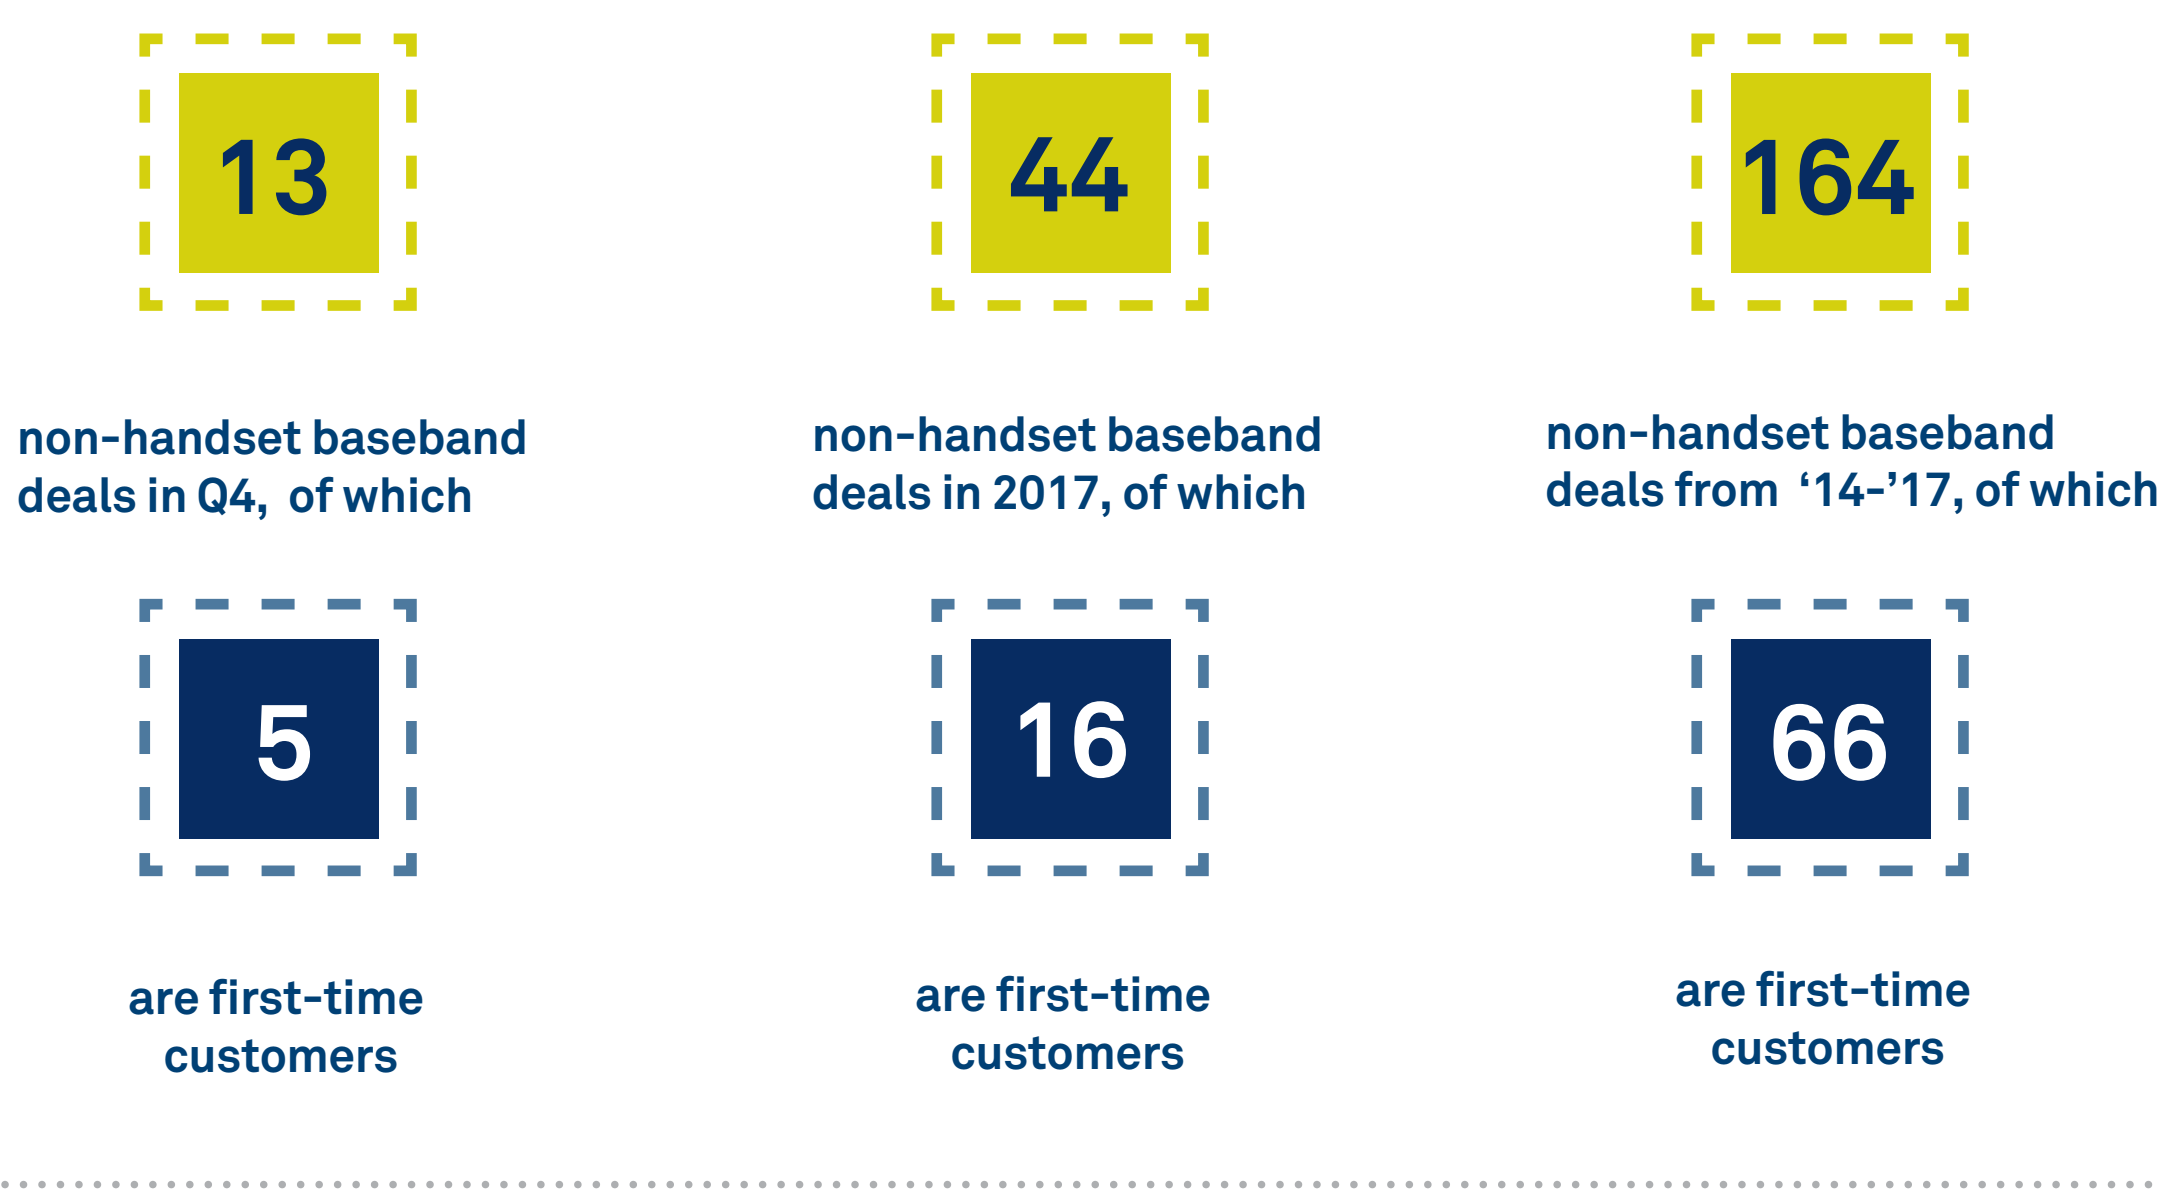 13
non-handset baseband
deals in Q4,  of which
5
are first-time
customers
44
non-handset baseband
deals in 2017, of which
16
are first-time
customers
164
non-handset baseband
deals from  ‘14-’17, of which
66
are first-time
customers